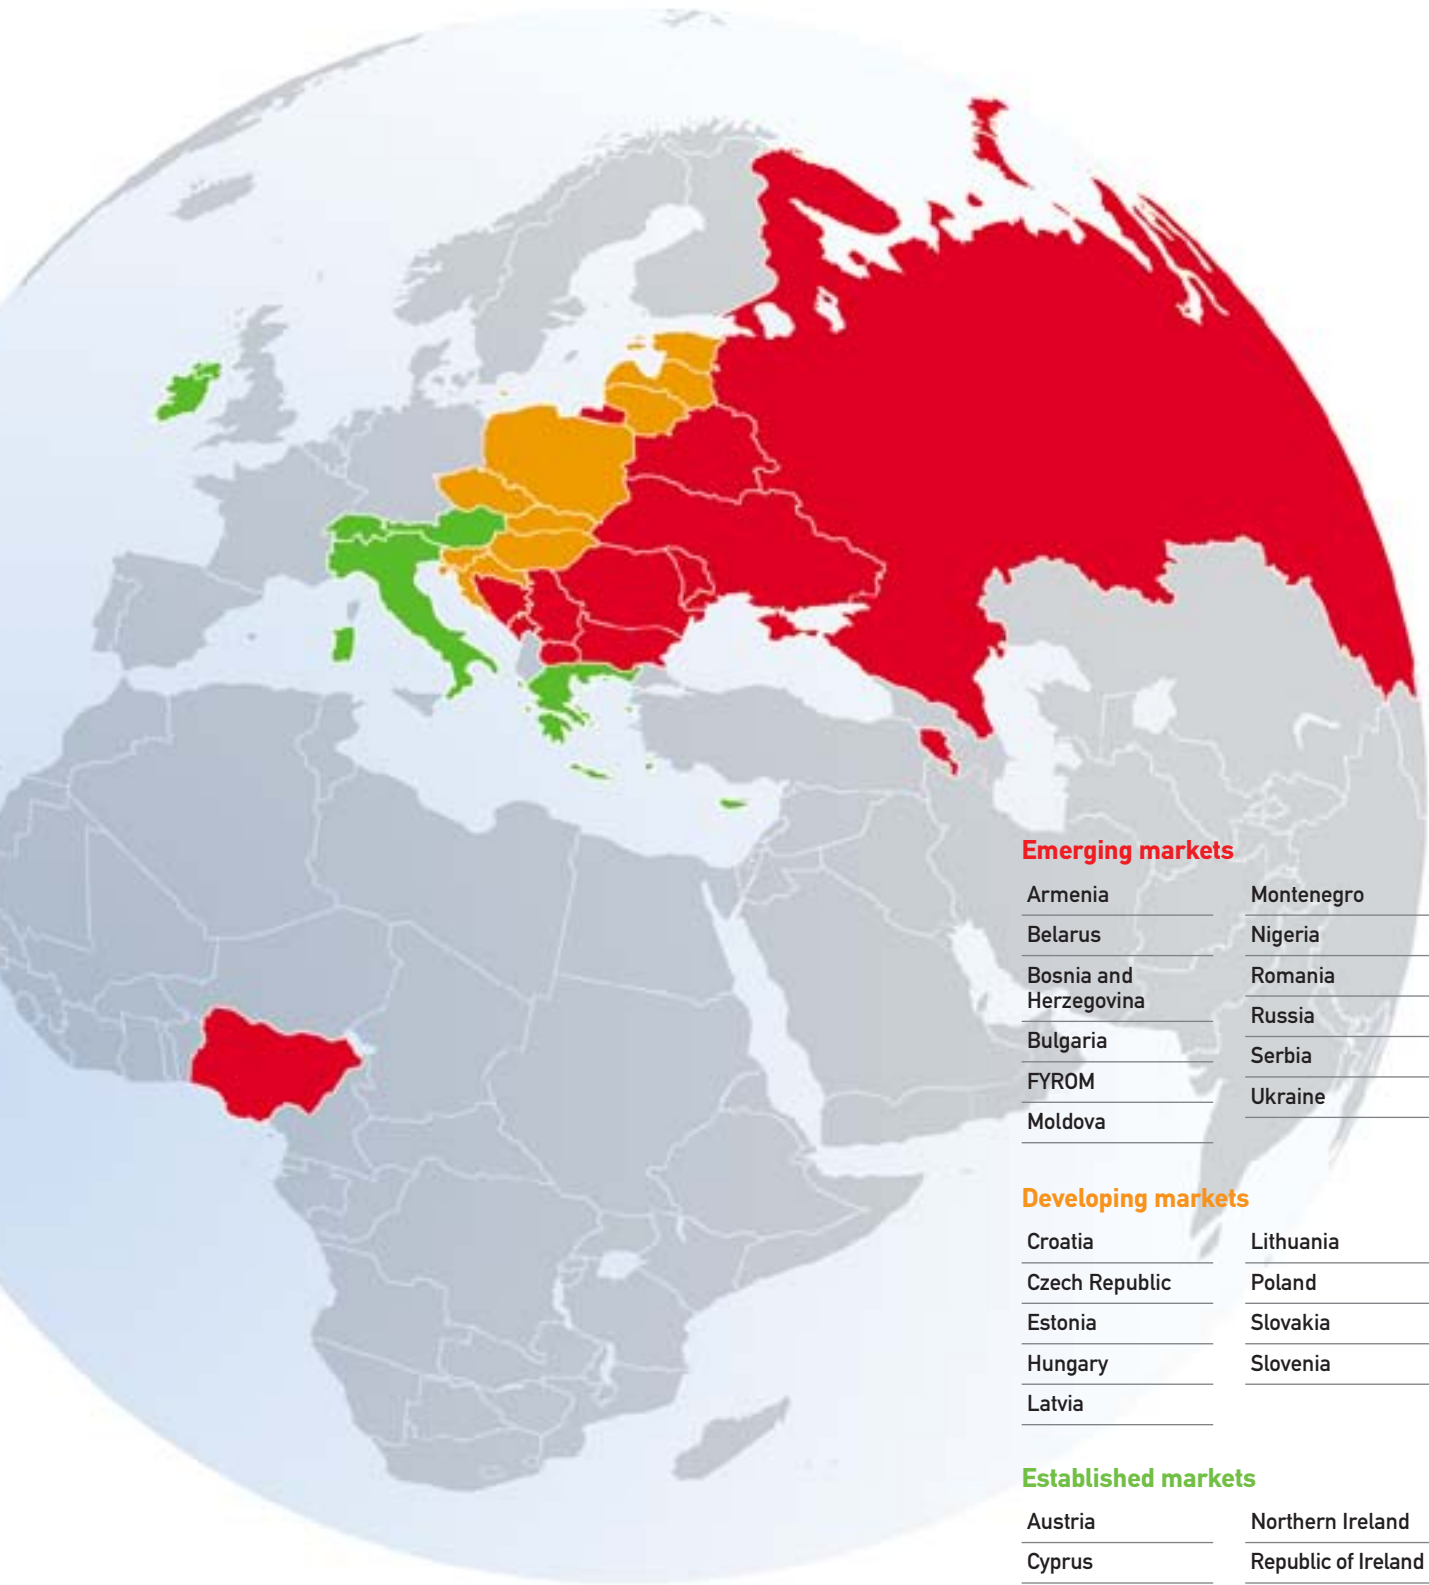 Emerging markets
Armenia
Belarus
Bosnia and
Herzegovina
Bulgaria
FYROM
Moldova
Montenegro
Nigeria
Romania
Russia
Serbia
Ukraine
Developing markets
Croatia
Czech Republic
Estonia
Hungary
Latvia
Lithuania
Poland
Slovakia
Slovenia
Established markets
Austria
Cyprus
Northern Ireland
Republic of Ireland